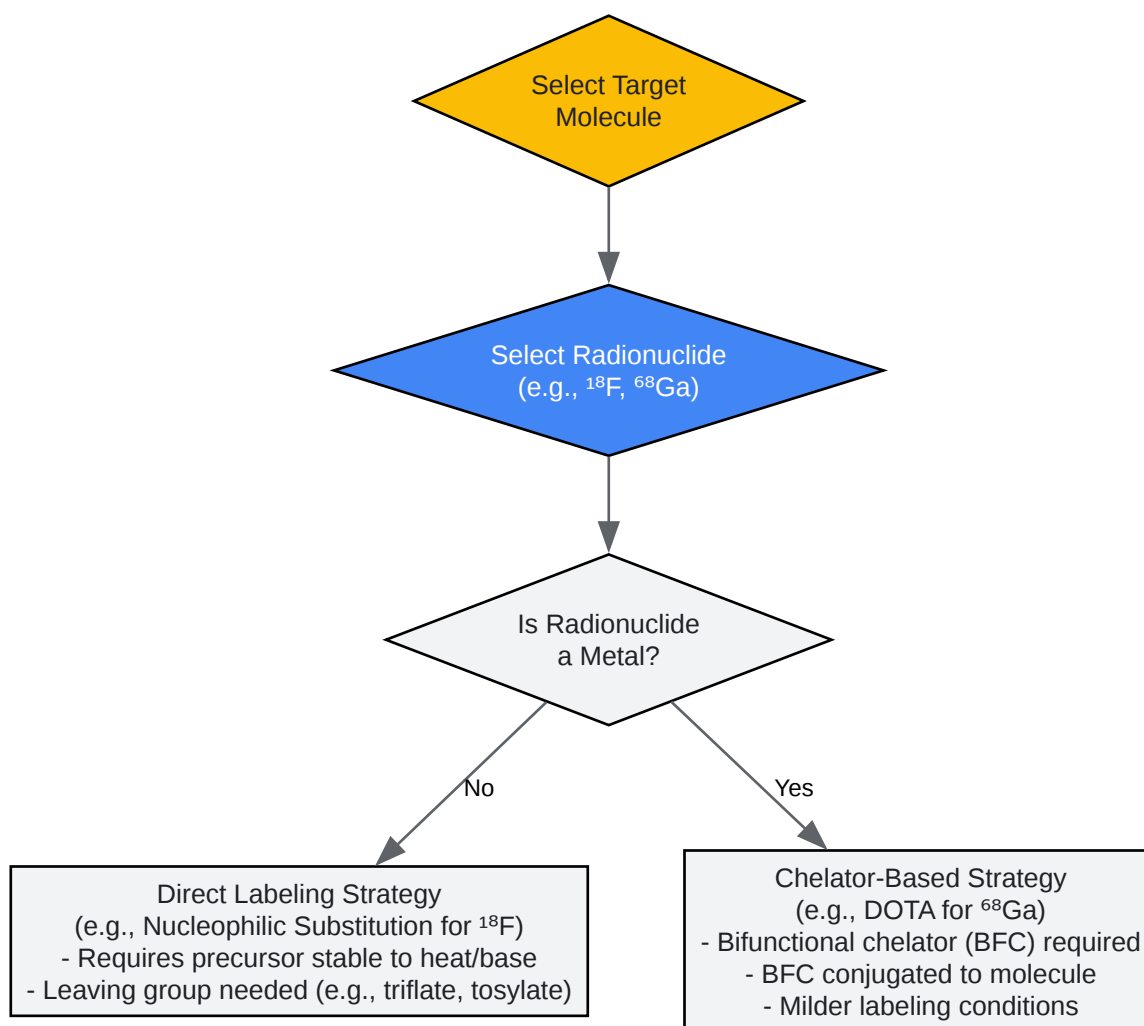 Select Target
Molecule
Select Radionuclide
(e.g., ¹⁸F, ⁶⁸Ga)
Is Radionuclide
a Metal?
No
Yes
Direct Labeling Strategy
(e.g., Nucleophilic Substitution for ¹⁸F)
- Requires precursor stable to heat/base
- Leaving group needed (e.g., triflate, tosylate)
Chelator-Based Strategy
(e.g., DOTA for ⁶⁸Ga)
- Bifunctional chelator (BFC) required
- BFC conjugated to molecule
- Milder labeling conditions